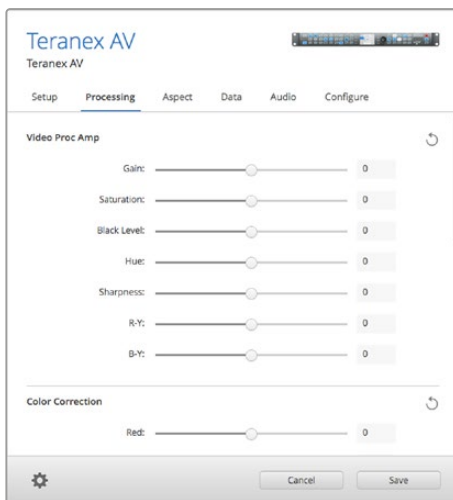 Teranex AV
Teranex AV
Setup Processing Aspect Data Audio Configure
Video Proc Amp
Gain: 0
Saturation: 0
Black Level: 0
Hue: 0
Sharpness: 0
R-Y: 0
B-Y: 0
Color Correction
Red: 0
Cancel Save